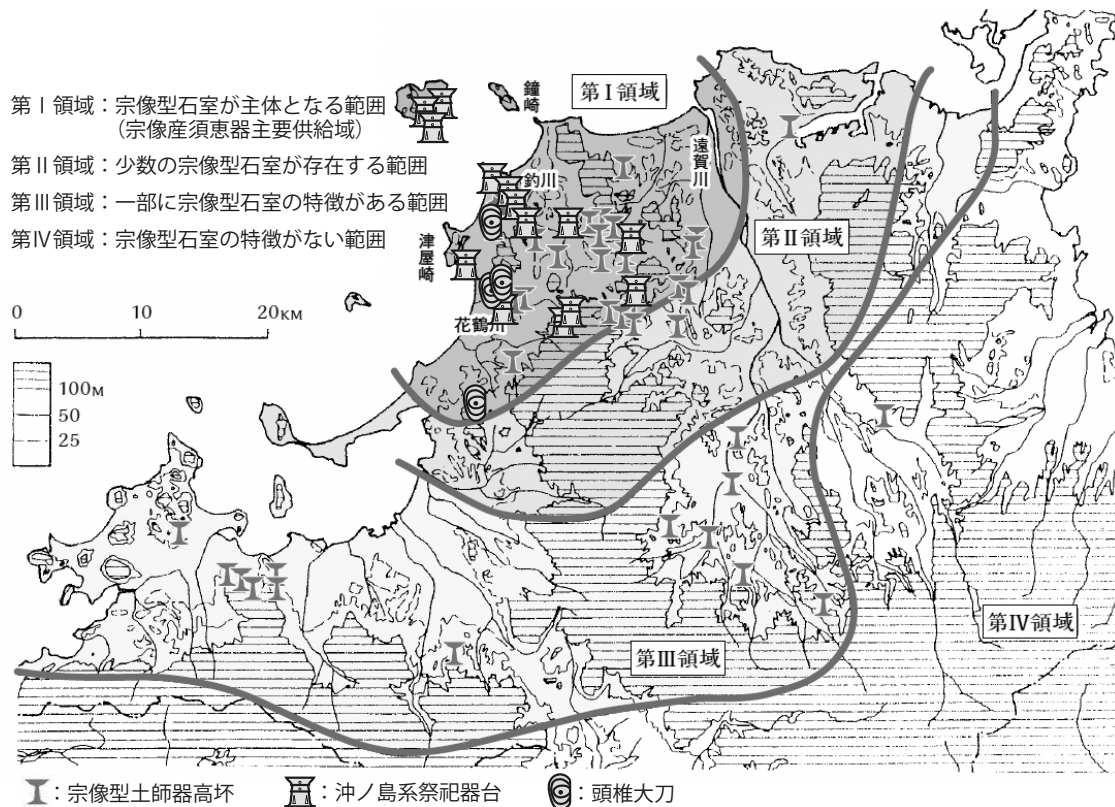 第Ⅰ領域：宗像型石室が主体となる範囲
（宗像産須恵器主要供給域）
第Ⅱ領域：少数の宗像型石室が存在する範囲
第Ⅲ領域：一部に宗像型石室の特徴がある範囲
第Ⅳ領域：宗像型石室の特徴がない範囲
鐘崎
第Ⅰ領域
遠賀川
釣川
津屋崎
第Ⅱ領域
0 10 20KM
花鶴川
100M
50
25
第Ⅳ領域
第Ⅲ領域
：宗像型土師器高坏 ：沖ノ島系祭祀器台 ：頭椎大刀